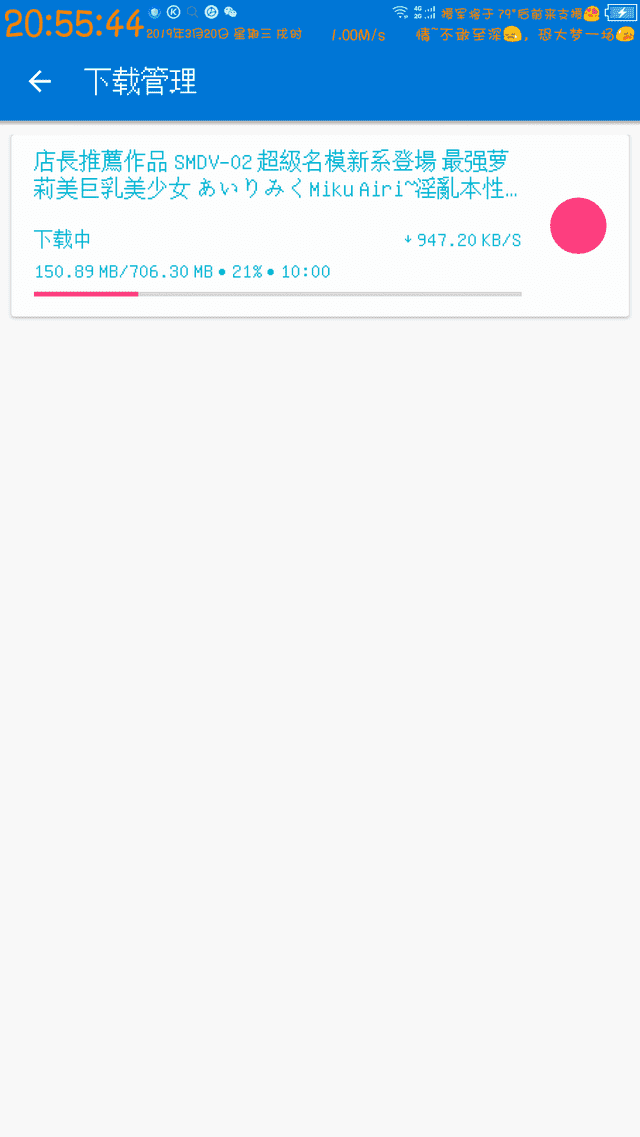 20:55:44
2019年3月20日 星期三 戌时
1.00M/s
援军将于 79"后前来支援😍
情~不敢至深😊，恐大梦一场😊
下载管理
店長推薦作品 SMDV-02 超級名模新系登場 最强萝
莉美巨乳美少女 あいりみくMiku Airi~淫亂本性...
下载中
↓ 947.20 KB/S
150.89 MB/706.30 MB • 21% • 10:00